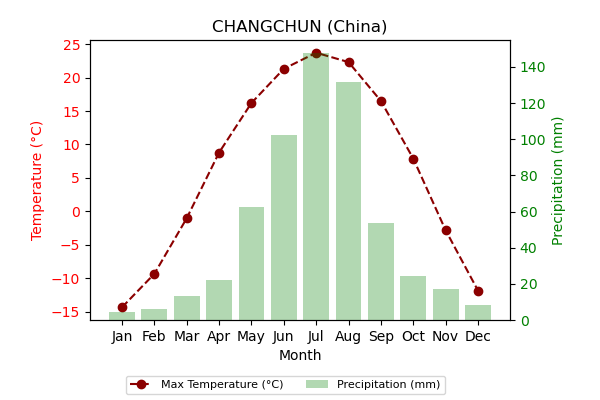 CHANGCHUN (China)
Temperature (°C)
25
20
15
10
5
0
−5
−10
−15
140
120
100
80
60
40
20
0
Precipitation (mm)
Jan Feb Mar Apr May Jun Jul Aug Sep Oct Nov Dec
Month
Max Temperature (°C) Precipitation (mm)